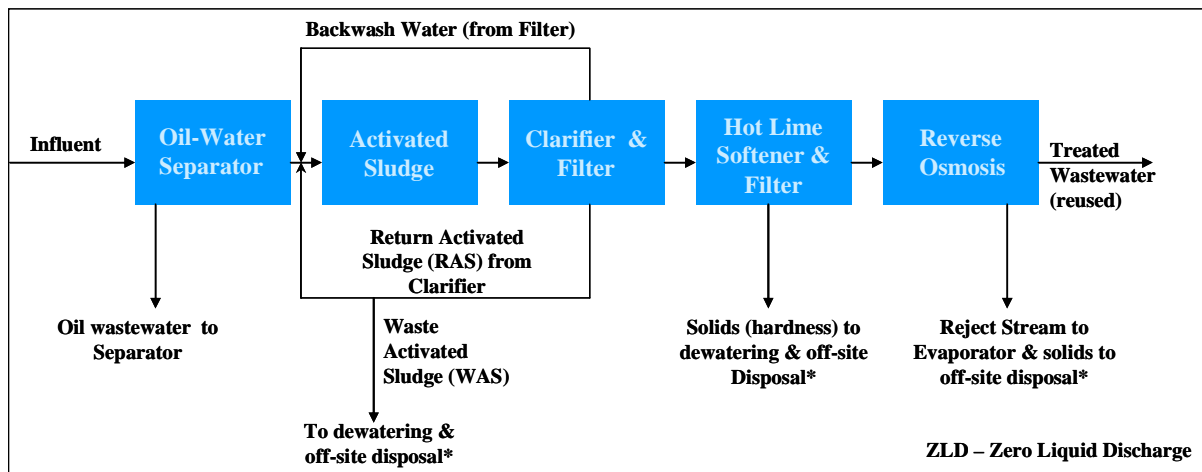 Backwash Water (from Filter)
Influent
Oil-Water
Separator
Activated
Sludge
Clarifier &
Filter
Hot Lime
Softener &
Filter
Reverse
Osmosis
Treated
Wastewater
(reused)
Return Activated
Sludge (RAS) from
Clarifier
Oil wastewater to
Separator
Waste
Activated
Sludge (WAS)
Solids (hardness) to
dewatering & off-site
Disposal*
Reject Stream to
Evaporator & solids to
off-site disposal*
To dewatering &
off-site disposal*
ZLD – Zero Liquid Discharge